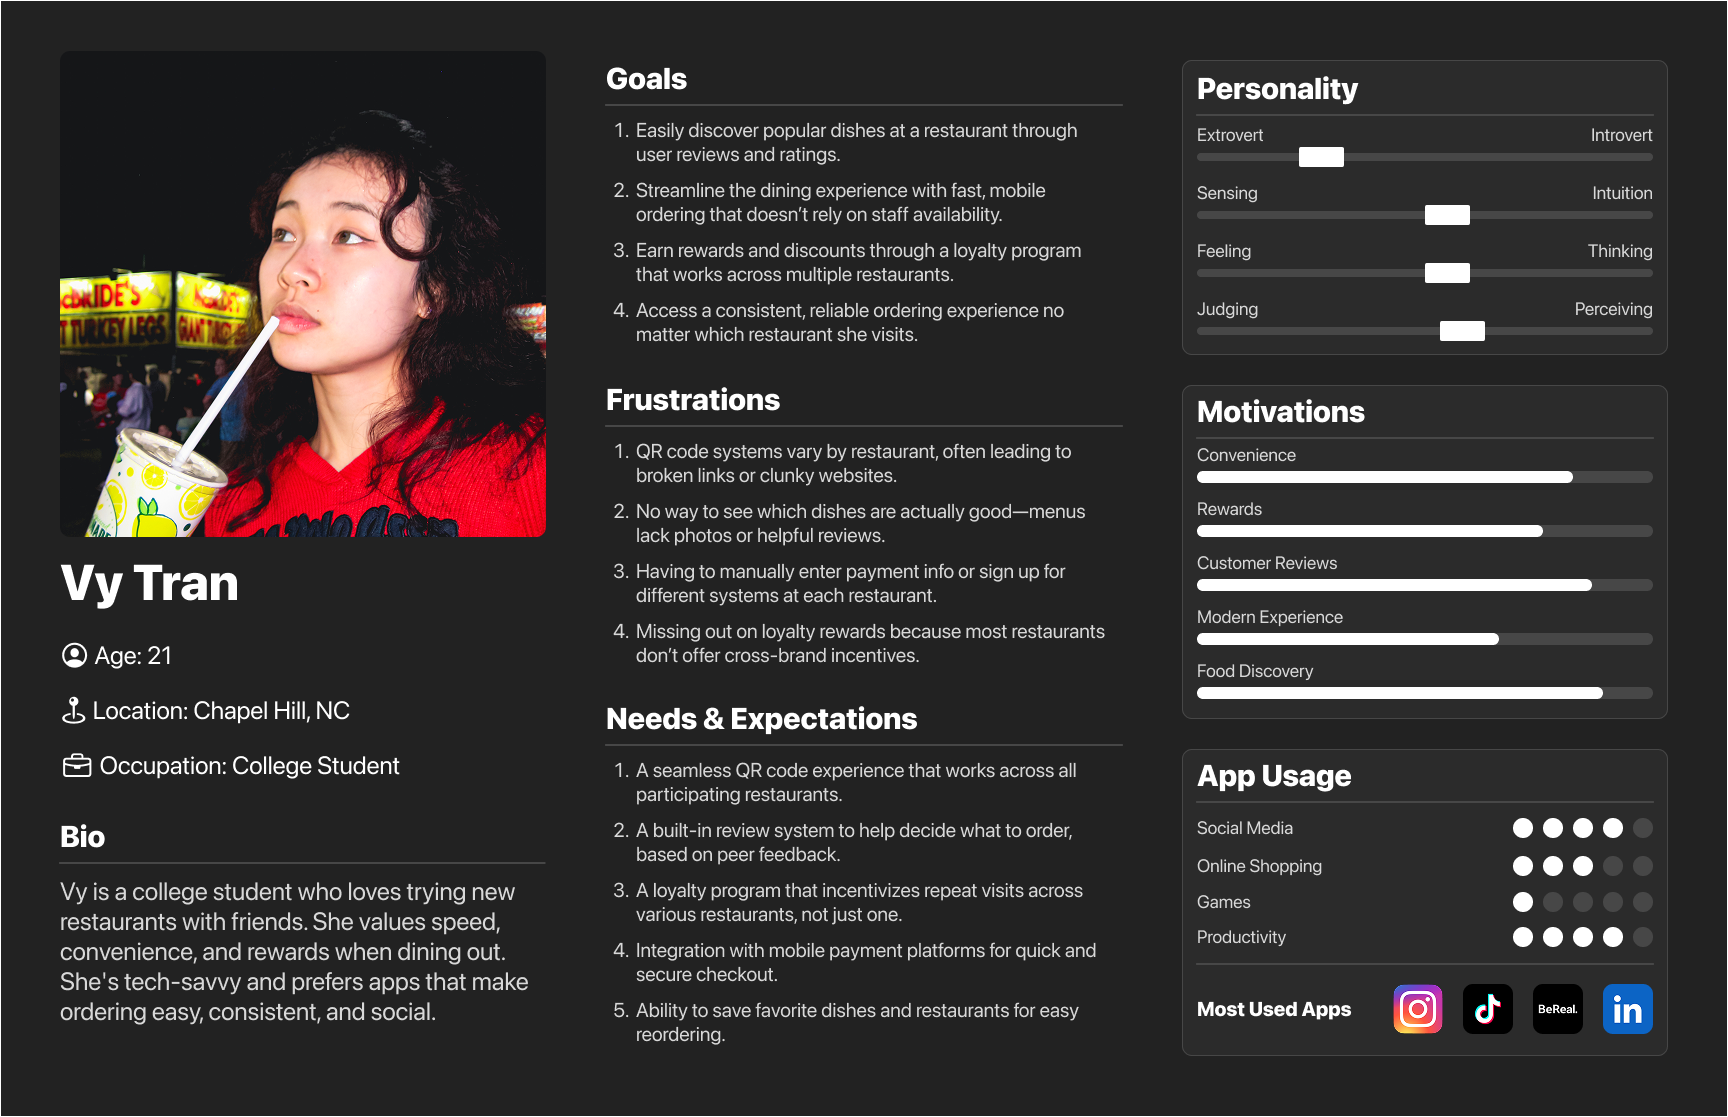 McBRIDE'S
TURKEY LEGS
GIANT
Vy Tran
Age: 21
Location: Chapel Hill, NC
Occupation: College Student
Bio
Vy is a college student who loves trying new
restaurants with friends. She values speed,
convenience, and rewards when dining out.
She's tech-savvy and prefers apps that make
ordering easy, consistent, and social.
Goals
1. Easily discover popular dishes at a restaurant through
user reviews and ratings.
2. Streamline the dining experience with fast, mobile
ordering that doesn’t rely on staff availability.
3. Earn rewards and discounts through a loyalty program
that works across multiple restaurants.
4. Access a consistent, reliable ordering experience no
matter which restaurant she visits.
Frustrations
1. QR code systems vary by restaurant, often leading to
broken links or clunky websites.
2. No way to see which dishes are actually good—menus
lack photos or helpful reviews.
3. Having to manually enter payment info or sign up for
different systems at each restaurant.
4. Missing out on loyalty rewards because most restaurants
don’t offer cross-brand incentives.
Needs & Expectations
1. A seamless QR code experience that works across all
participating restaurants.
2. A built-in review system to help decide what to order,
based on peer feedback.
3. A loyalty program that incentivizes repeat visits across
various restaurants, not just one.
4. Integration with mobile payment platforms for quick and
secure checkout.
5. Ability to save favorite dishes and restaurants for easy
reordering.
Personality
Extrovert Introvert
Sensing Intuition
Feeling Thinking
Judging Perceiving
Motivations
Convenience
Rewards
Customer Reviews
Modern Experience
Food Discovery
App Usage
Social Media
Online Shopping
Games
Productivity
Most Used Apps
BeReal.
in